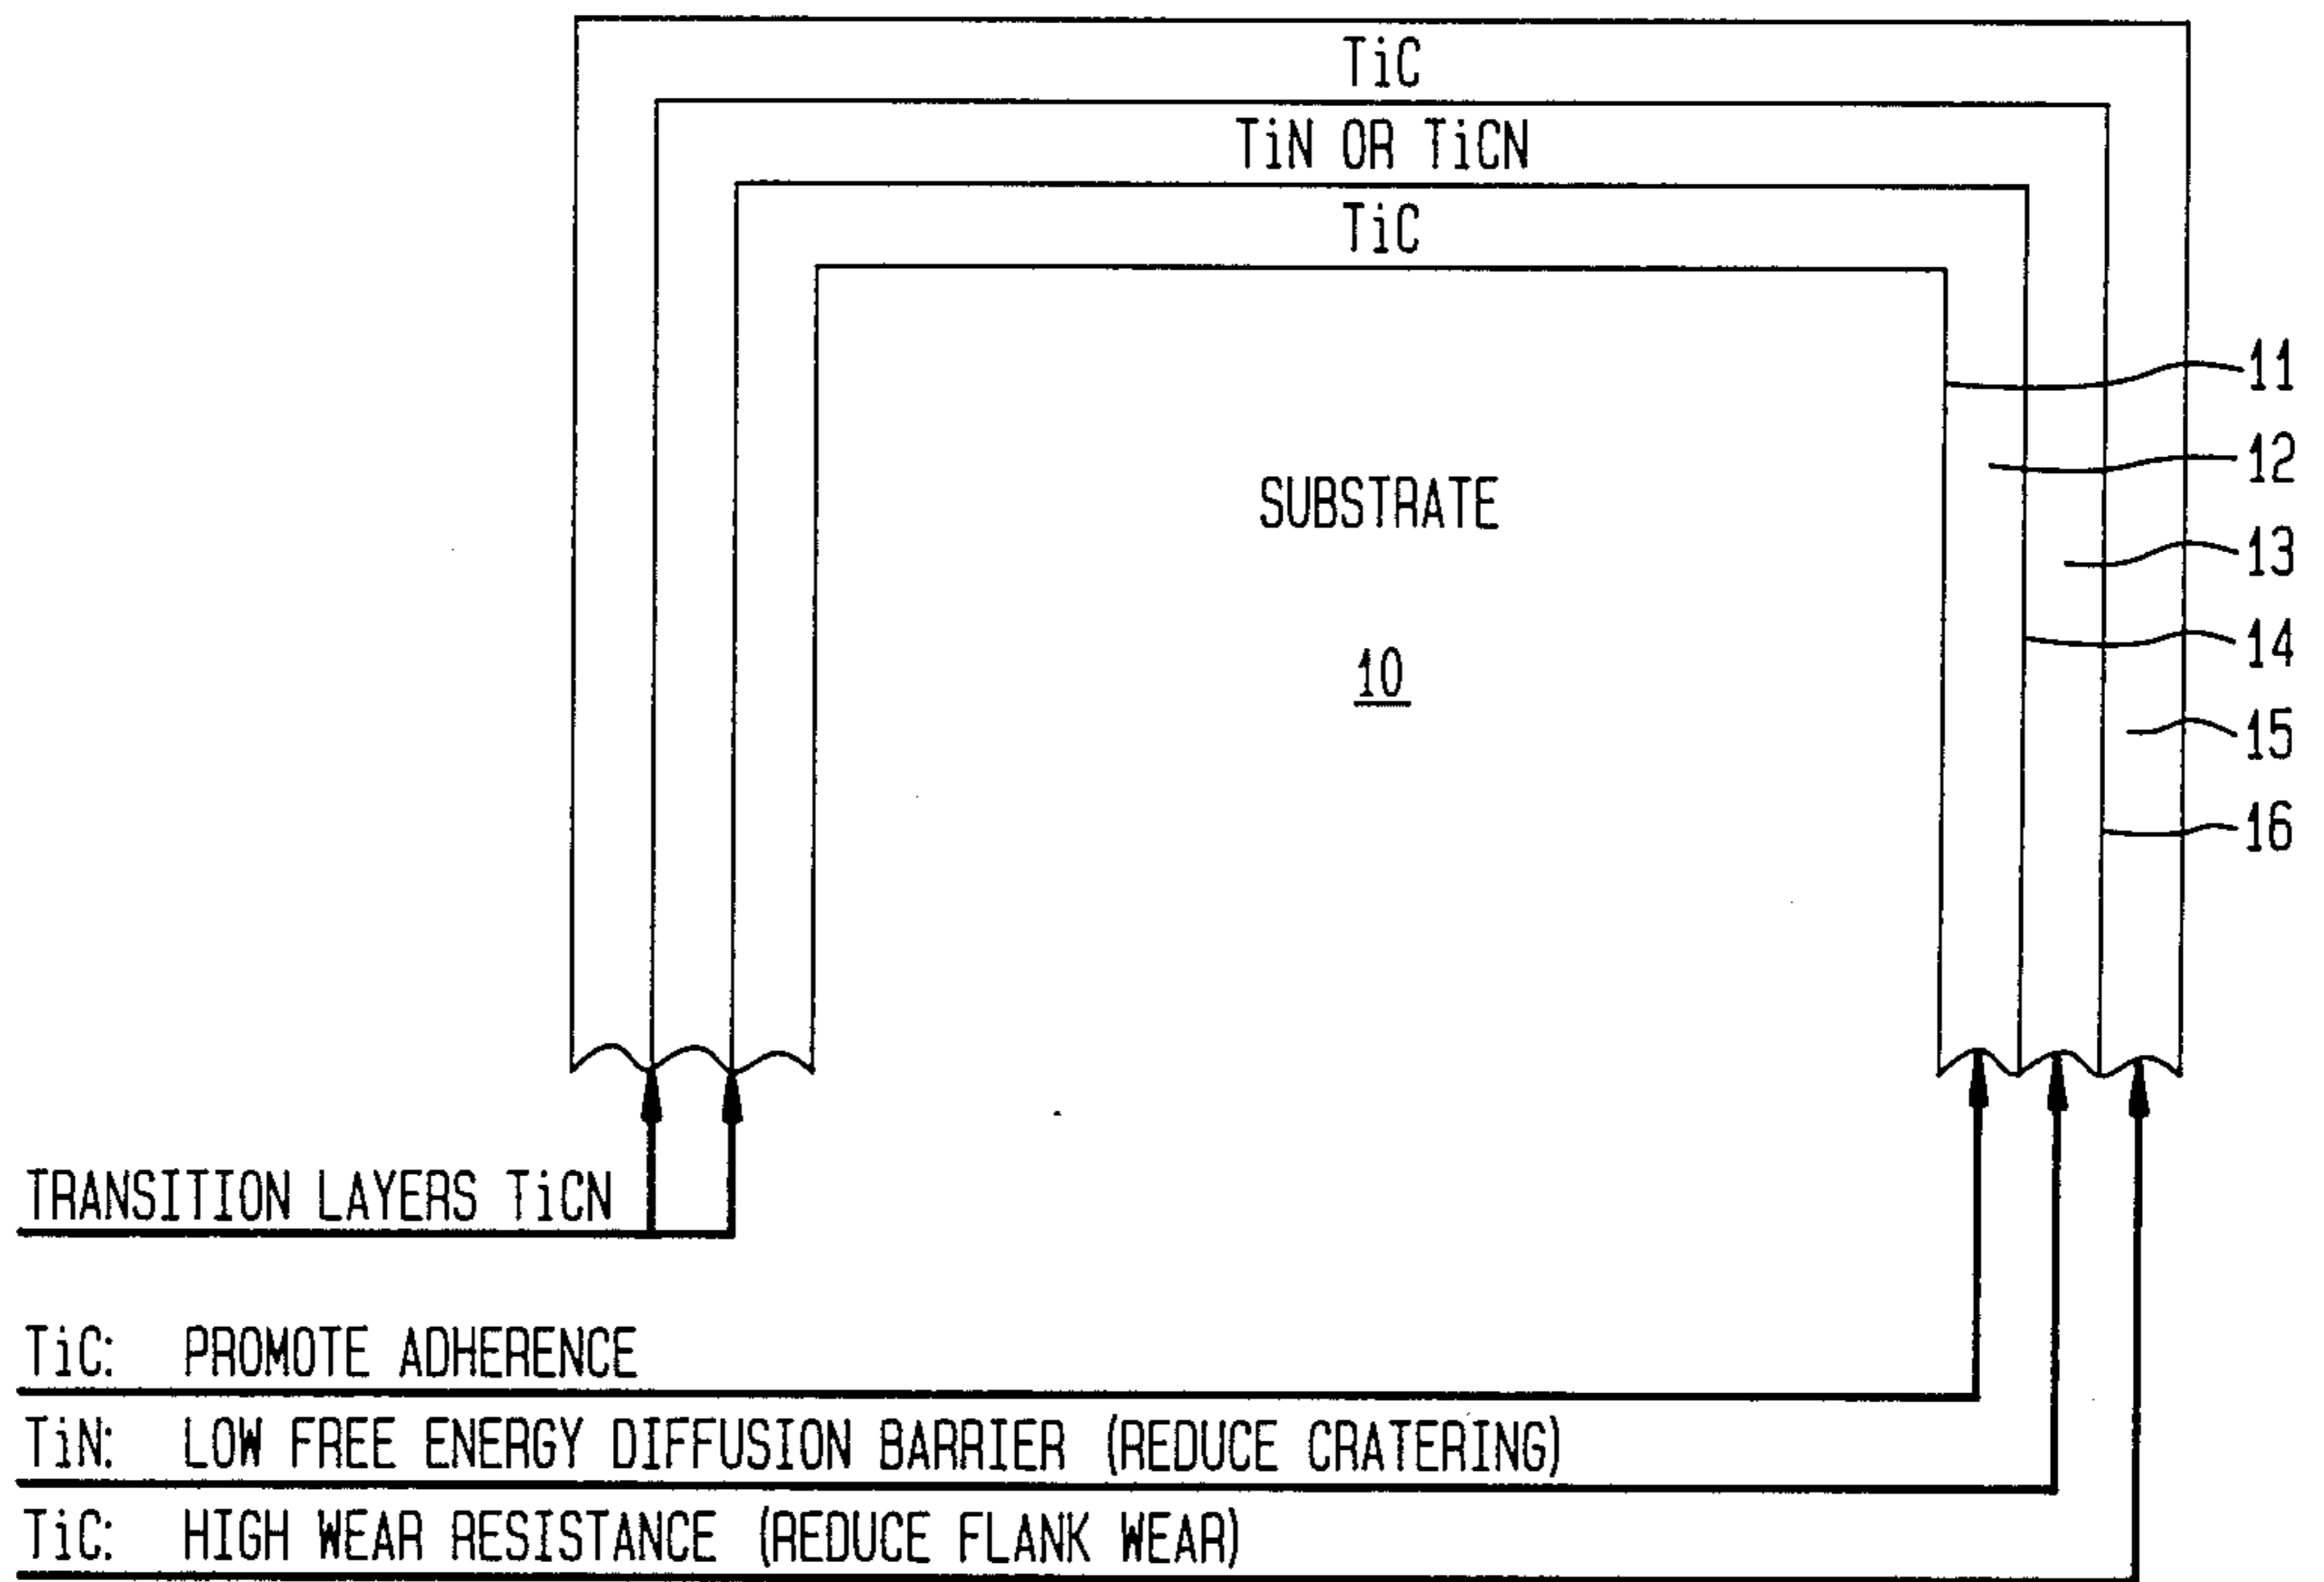 TiC
TiN OR TiCN
TiC
11
12
SUBSTRATE
13
14
10
15
16
TRANSITION LAYERS TiCN
TiC: PROMOTE ADHERENCE
TiN: LOW FREE ENERGY DIFFUSION BARRIER (REDUCE CRATERING)
TiC: HIGH WEAR RESISTANCE (REDUCE FLANK WEAR)